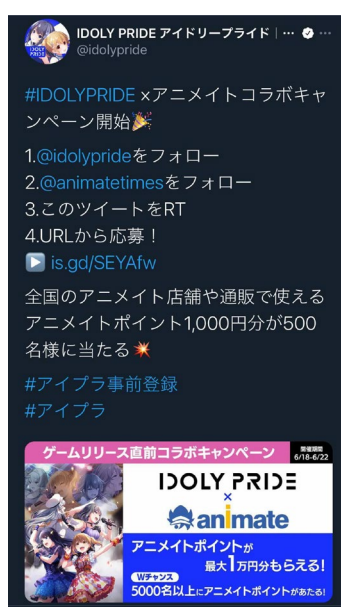 IDOLY PRIDE アイドリープライド | ...
@idolypride
#IDOLYPRIDE ×アニメイトコラボキャ
ンペーン開始🎉
1.@idolyprideをフォロー
2.@animatetimesをフォロー
3.このツイートをRT
4.URLから応募！
▶️ is.gd/SEYAfw
全国のアニメイト店舗や通販で使える
アニメイトポイント1,000円分が500
名様に当たる💥
#アイプラ事前登録
#アイプラ
ゲームリリース直前コラボキャンペーン
開催期間
6/18-6/22
IDOLY PRIDE
×
animate
アニメイトポイントが
最大1万円分もらえる!
Wチャンス
5000名以上にアニメイトポイントがあたる!